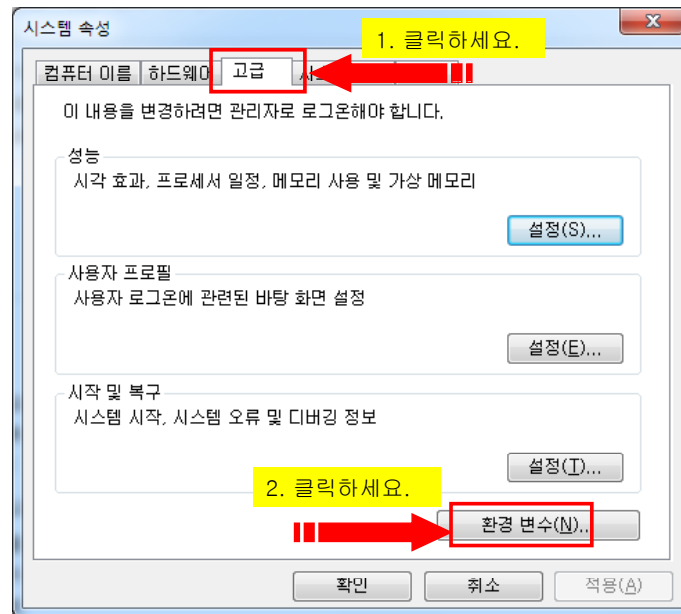 시스템 속성
1. 클릭하세요.
컴퓨터 이름 하드웨어 고급
이 내용을 변경하려면 관리자로 로그온해야 합니다.
성능
시각 효과, 프로세서 일정, 메모리 사용 및 가상 메모리
설정(S)...
사용자 프로필
사용자 로그온에 관련된 바탕 화면 설정
설정(E)...
시작 및 복구
시스템 시작, 시스템 오류 및 디버깅 정보
설정(T)...
2. 클릭하세요.
환경 변수(N)..
확인 취소 적용(A)